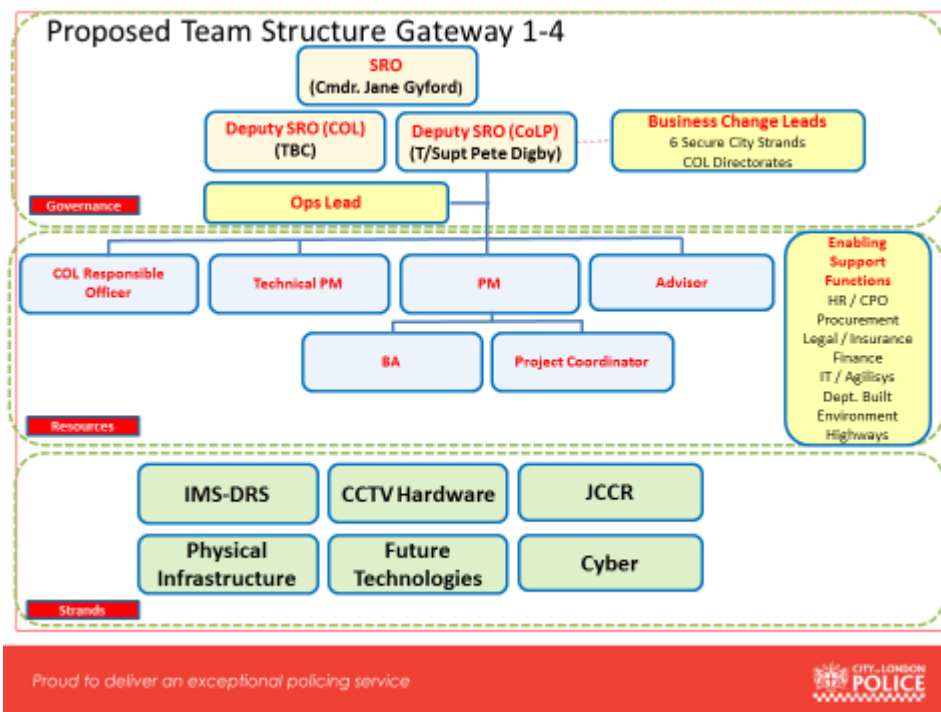 Proposed Team Structure Gateway 1-4
SRO
(Cmdr. Jane Gyford)
Deputy SRO (COL)
(TBC)
Deputy SRO (CoLP)
(T/Supt Pete Digby)
Business Change Leads
6 Secure City Strands
COL Directorates
Ops Lead
Governance
COL Responsible
Officer
Technical PM
PM
Advisor
BA
Project Coordinator
Enabling
Support
Functions
HR / CPO
Procurement
Legal / Insurance
Finance
IT / Agilisys
Dept. Built
Environment
Highways
Resources
IMS-DRS
CCTV Hardware
JCCR
Physical
Infrastructure
Future
Technologies
Cyber
Strands
Proud to deliver an exceptional policing service
CITY OF LONDON
POLICE